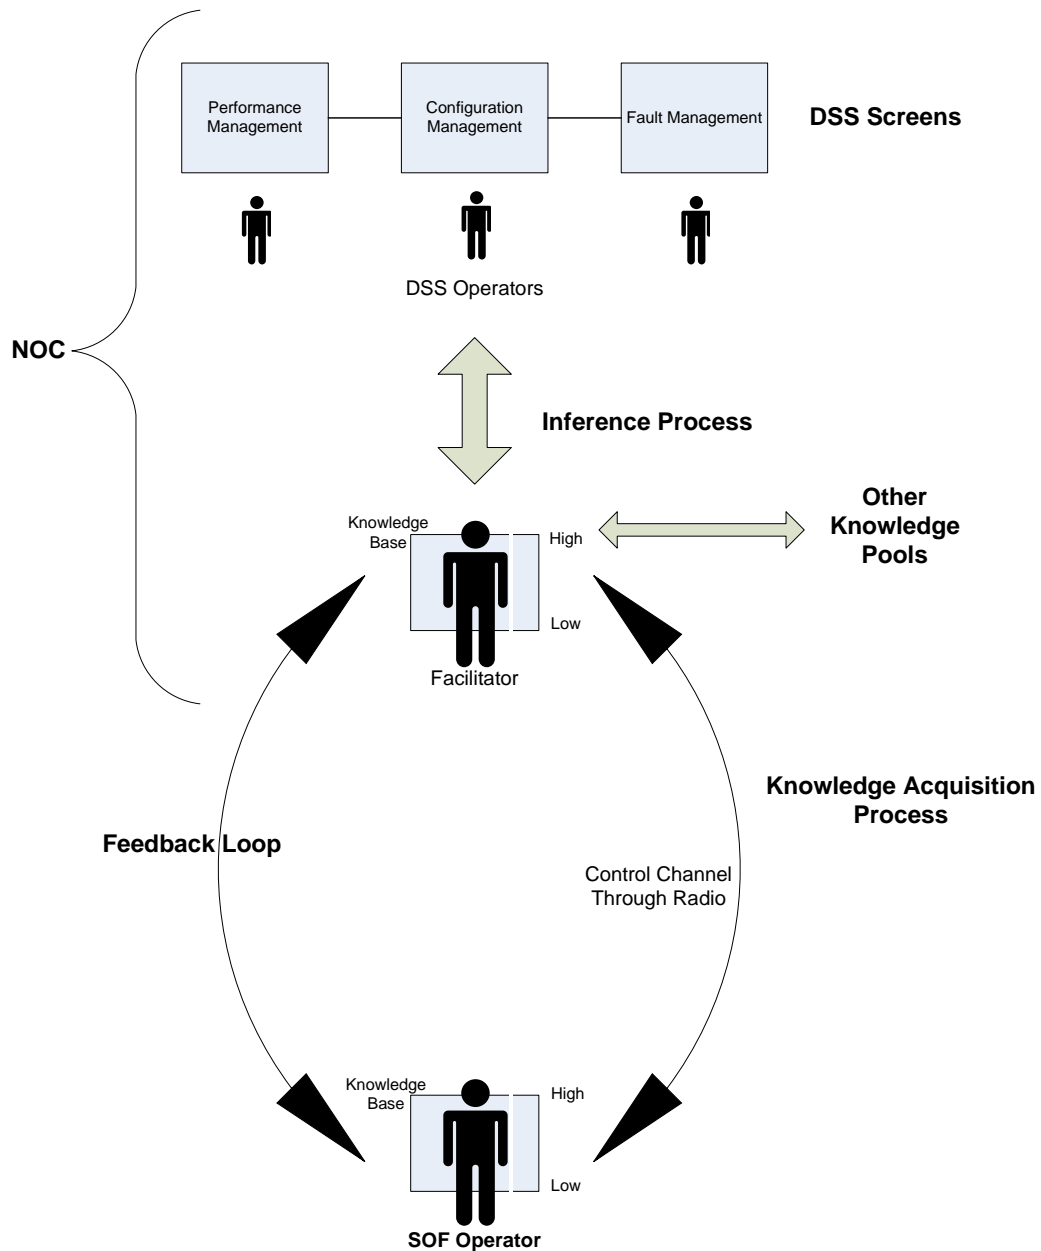 Performance
Management
Configuration
Management
Fault Management
DSS Screens
DSS Operators
NOC
Inference Process
Other
Knowledge
Pools
Knowledge
Base
High
Low
Facilitator
Knowledge Acquisition
Process
Feedback Loop
Control Channel
Through Radio
Knowledge
Base
High
Low
SOF Operator